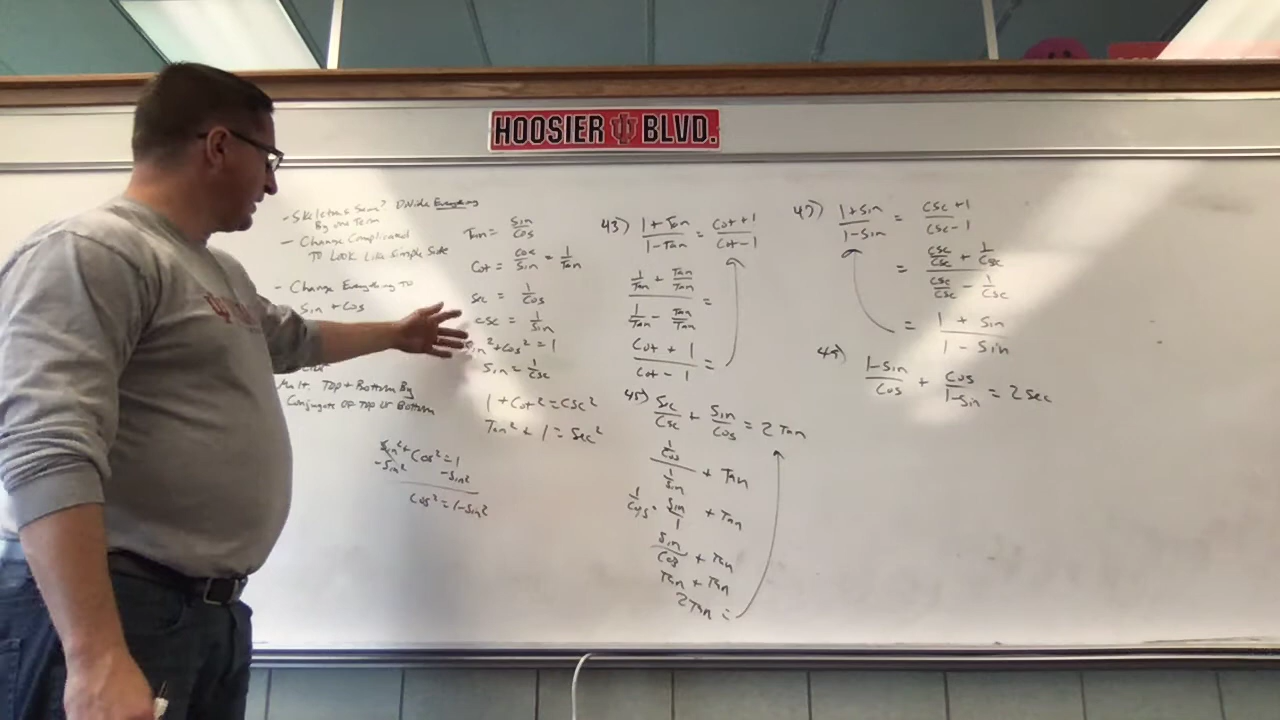 HOOSIER BLVD.
- Skeletons Same? Divide Everything
By one Term
- Change Complicated
To Look Like Simple Side
- Change Everything To
Sin + Cos
Mult. Top + Bottom By
Conjugate Of Top or Bottom
Sin² + Cos² = 1
-Sin² -Sin²
Cos² = 1 - Sin²
Tan = Sin/Cos
Cot = Cos/Sin = 1/Tan
Sec = 1/Cos
Csc = 1/Sin
Sin² + Cos² = 1
Sin = 1/Csc
1 + Cot² = Csc²
Tan² + 1 = Sec²
43) (1 + Tan)/(1 - Tan) = (Cot + 1)/(Cot - 1)
(1/Tan + Tan/Tan)/(1/Tan - Tan/Tan) =
(Cot + 1)/(Cot - 1) =
45) Sec/Csc + Sin/Cos = 2 Tan
(1/Cos)/(1/Sin) + Tan
1/Cos · Sin/1 + Tan
Sin/Cos + Tan
Tan + Tan
2 Tan =
47) (1 + Sin)/(1 - Sin) = (Csc + 1)/(Csc - 1)
= (Csc/Csc + 1/Csc)/(Csc/Csc - 1/Csc)
= (1 + Sin)/(1 - Sin)
49) (1 - Sin)/Cos + Cos/(1 - Sin) = 2 Sec